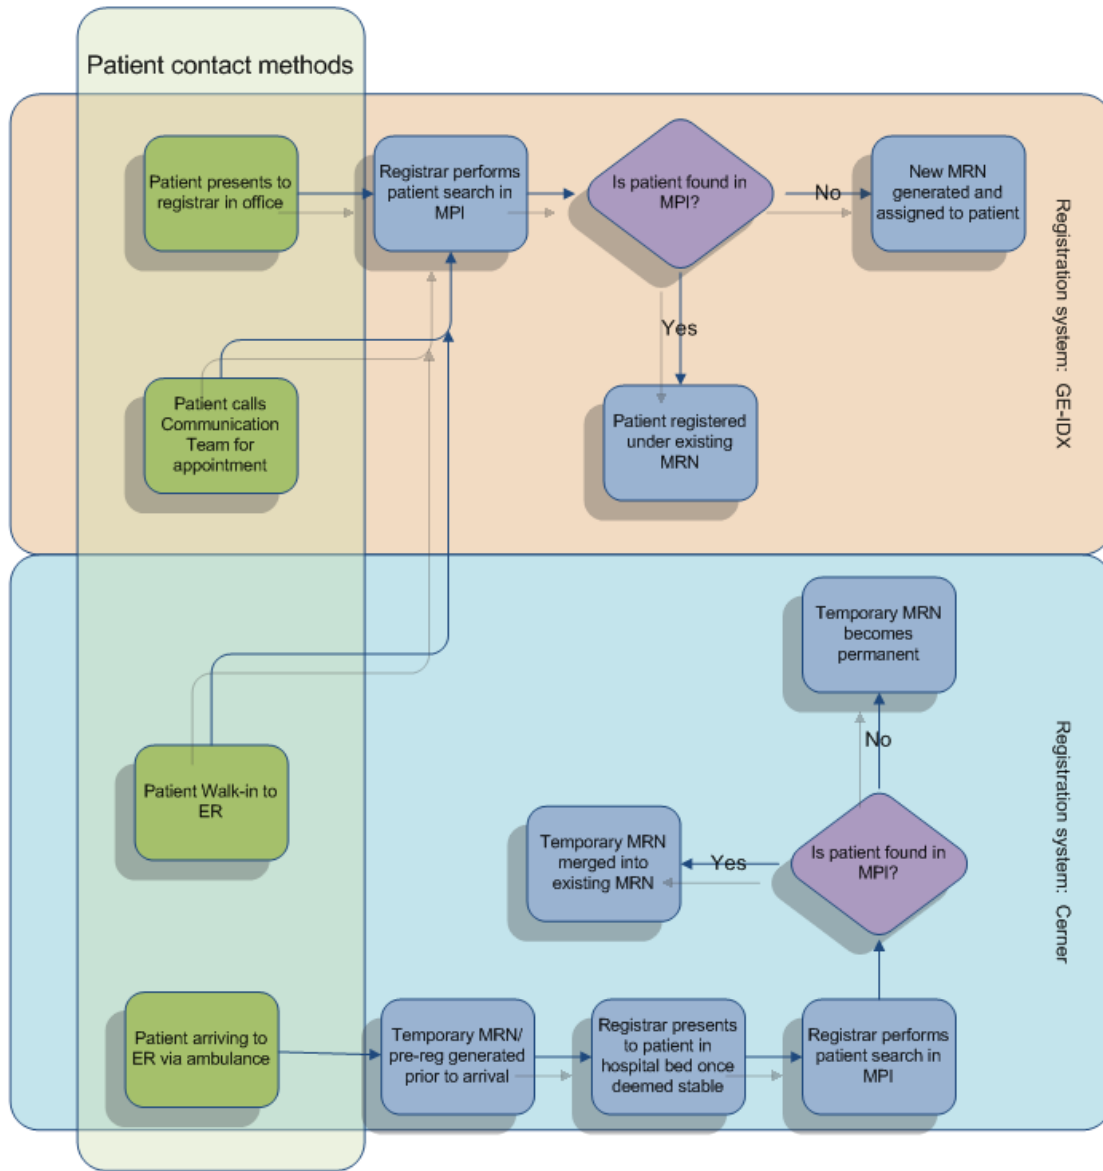 Patient contact methods
Patient presents to
registrar in office
Registrar performs
patient search in
MPI
Is patient found in
MPI?
No
New MRN
generated and
assigned to patient
Registration system:  GE-IDX
Yes
Patient calls
Communication
Team for
appointment
Patient registered
under existing
MRN
Temporary MRN
becomes
permanent
Registration system:  Cerner
No
Patient Walk-in to
ER
Temporary MRN
merged into
existing MRN
Yes
Is patient found in
MPI?
Patient arriving to
ER via ambulance
Temporary MRN/
pre-reg generated
prior to arrival
Registrar presents
to patient in
hospital bed once
deemed stable
Registrar performs
patient search in
MPI